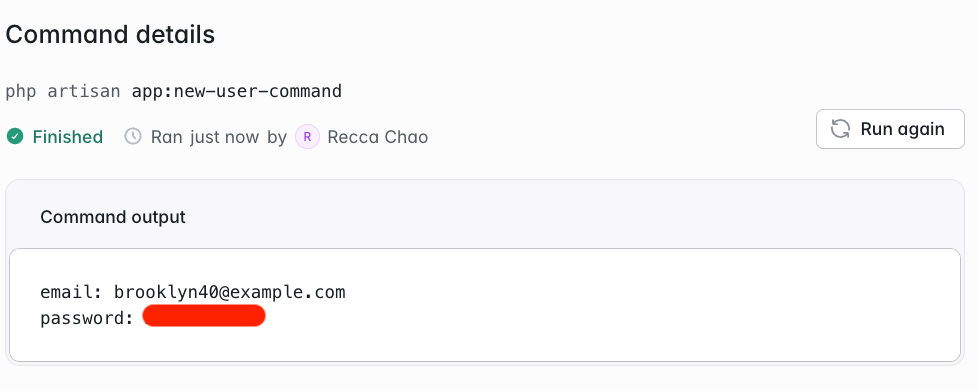 Command details
php artisan app:new-user-command
Finished Ran just now by R Recca Chao
Run again
Command output
email: brooklyn40@example.com
password: